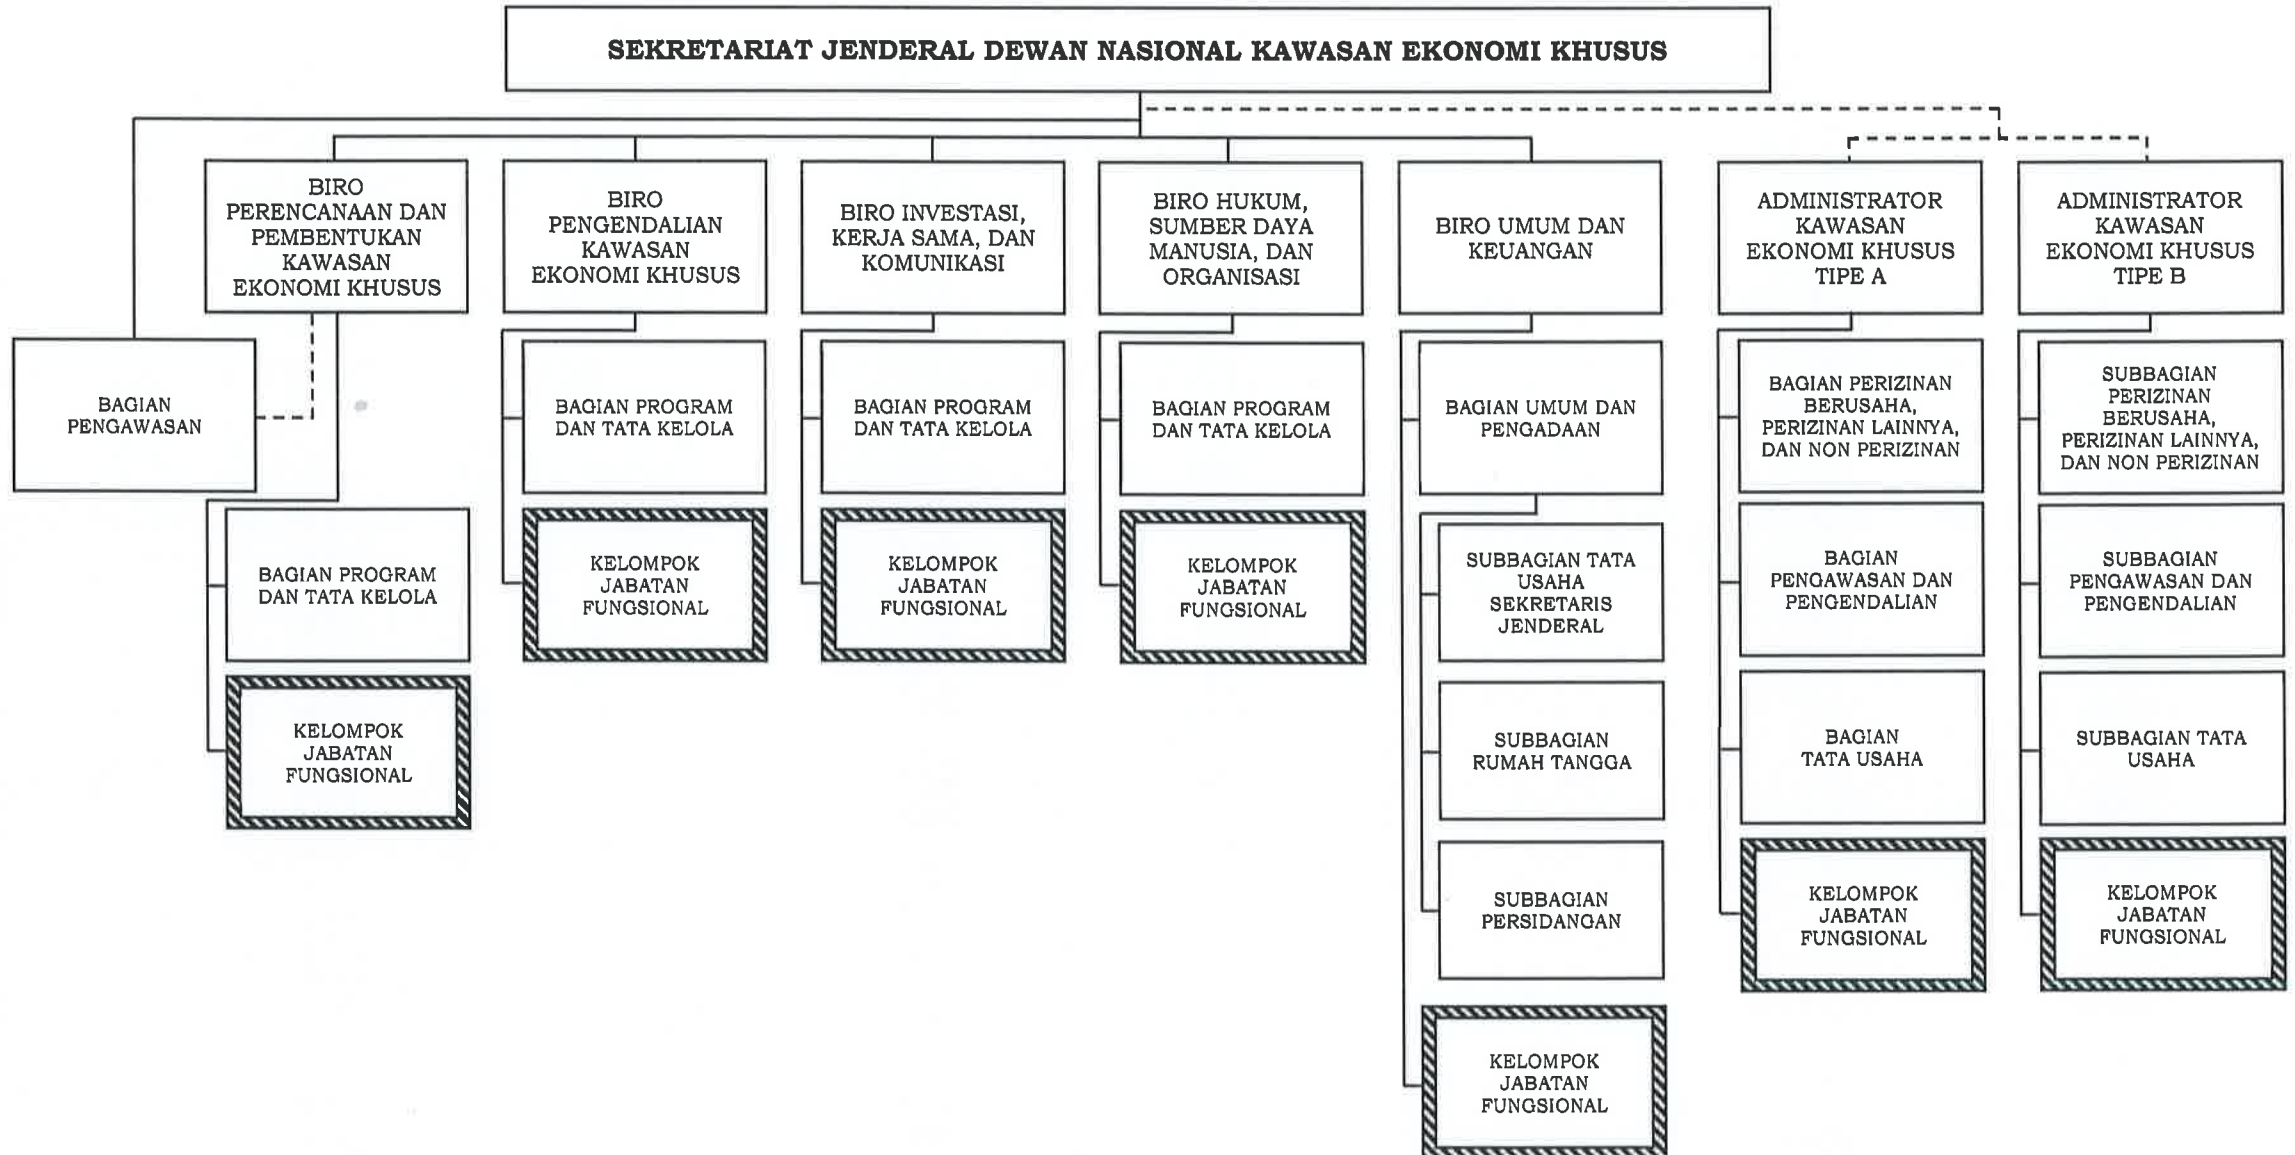 SEKRETARIAT JENDERAL DEWAN NASIONAL KAWASAN EKONOMI KHUSUS
BIRO
PERENCANAAN DAN
PEMBENTUKAN
KAWASAN
EKONOMI KHUSUS
BIRO
PENGENDALIAN
KAWASAN
EKONOMI KHUSUS
BIRO INVESTASI,
KERJA SAMA, DAN
KOMUNIKASI
BIRO HUKUM,
SUMBER DAYA
MANUSIA, DAN
ORGANISASI
BIRO UMUM DAN
KEUANGAN
ADMINISTRATOR
KAWASAN
EKONOMI KHUSUS
TIPE A
ADMINISTRATOR
KAWASAN
EKONOMI KHUSUS
TIPE B
BAGIAN
PENGAWASAN
BAGIAN PROGRAM
DAN TATA KELOLA
KELOMPOK
JABATAN
FUNGSIONAL
BAGIAN PROGRAM
DAN TATA KELOLA
KELOMPOK
JABATAN
FUNGSIONAL
BAGIAN PROGRAM
DAN TATA KELOLA
KELOMPOK
JABATAN
FUNGSIONAL
BAGIAN PROGRAM
DAN TATA KELOLA
KELOMPOK
JABATAN
FUNGSIONAL
BAGIAN UMUM DAN
PENGADAAN
SUBBAGIAN TATA
USAHA
SEKRETARIS
JENDERAL
SUBBAGIAN
RUMAH TANGGA
SUBBAGIAN
PERSIDANGAN
KELOMPOK
JABATAN
FUNGSIONAL
BAGIAN PERIZINAN
BERUSAHA,
PERIZINAN LAINNYA,
DAN NON PERIZINAN
BAGIAN
PENGAWASAN DAN
PENGENDALIAN
BAGIAN
TATA USAHA
KELOMPOK
JABATAN
FUNGSIONAL
SUBBAGIAN
PERIZINAN
BERUSAHA,
PERIZINAN LAINNYA,
DAN NON PERIZINAN
SUBBAGIAN
PENGAWASAN DAN
PENGENDALIAN
SUBBAGIAN TATA
USAHA
KELOMPOK
JABATAN
FUNGSIONAL